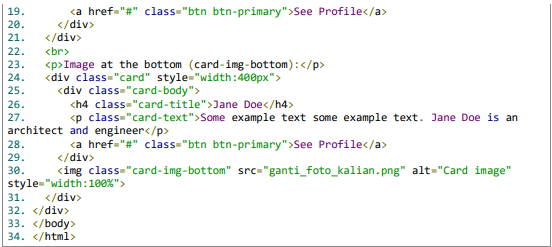 19.       <a href="#" class="btn btn-primary">See Profile</a>
20.     </div>
21.   </div>
22.   <br>
23.   <p>Image at the bottom (card-img-bottom):</p>
24.   <div class="card" style="width:400px">
25.     <div class="card-body">
26.       <h4 class="card-title">Jane Doe</h4>
27.       <p class="card-text">Some example text some example text. Jane Doe is an
architect and engineer</p>
28.       <a href="#" class="btn btn-primary">See Profile</a>
29.     </div>
30.     <img class="card-img-bottom" src="ganti_foto_kalian.png" alt="Card image"
style="width:100%">
31.   </div>
32. </div>
33. </body>
34. </html>